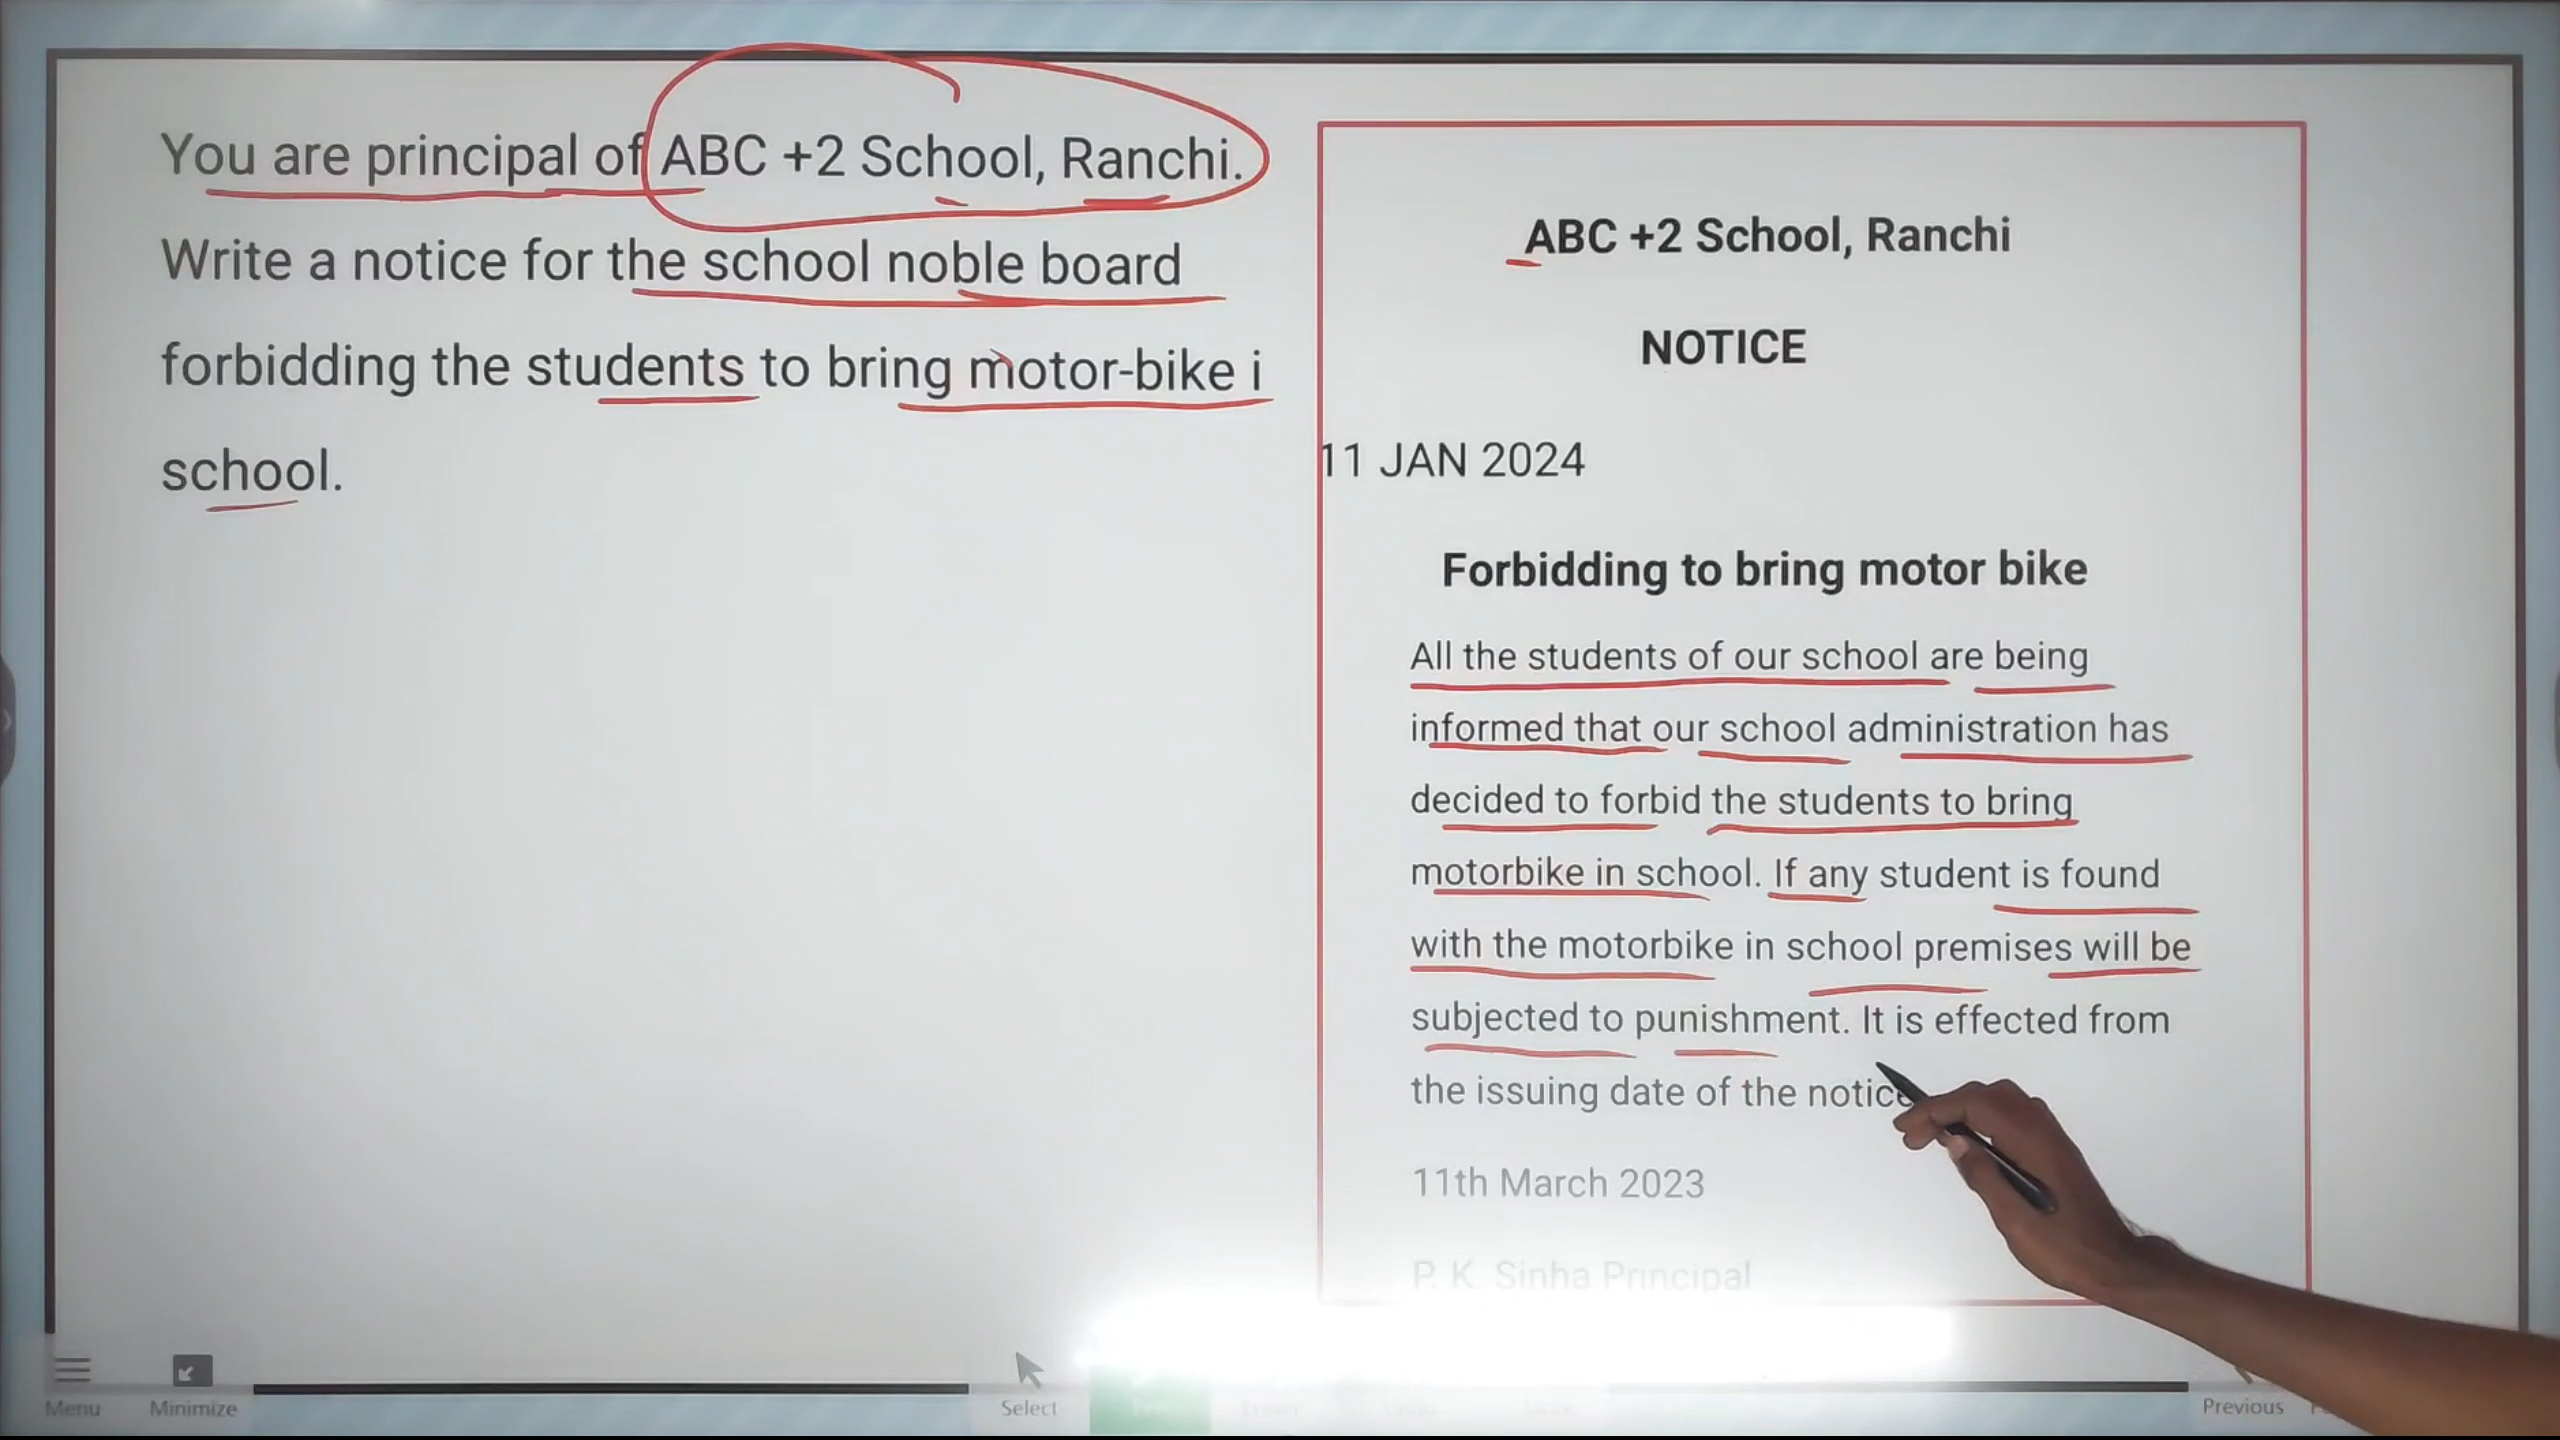 You are principal of ABC +2 School, Ranchi.
Write a notice for the school noble board
forbidding the students to bring motor-bike i
school.
ABC +2 School, Ranchi
NOTICE
11 JAN 2024
Forbidding to bring motor bike
All the students of our school are being
informed that our school administration has
decided to forbid the students to bring
motorbike in school. If any student is found
with the motorbike in school premises will be
subjected to punishment. It is effected from
the issuing date of the notice
11th March 2023
P. K. Sinha Principal
Menu
Minimize
Select
Previous